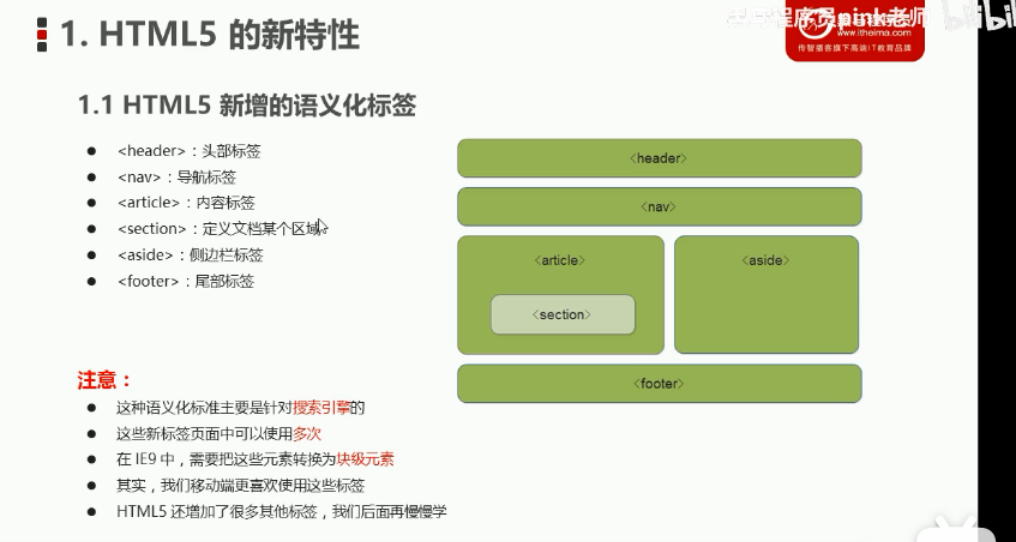 1. HTML5 的新特性
程序员pink老师
www.itheima.com
传智播客旗下高端IT教育品牌
1.1 HTML5 新增的语义化标签
● <header>：头部标签
● <nav>：导航标签
● <article>：内容标签
● <section>：定义文档某个区域
● <aside>：侧边栏标签
● <footer>：尾部标签
<header>
<nav>
<article>
<aside>
<section>
<footer>
注意：
● 这种语义化标准主要是针对搜索引擎的
● 这些新标签页面中可以使用多次
● 在 IE9 中，需要把这些元素转换为块级元素
● 其实，我们移动端更喜欢使用这些标签
● HTML5 还增加了很多其他标签，我们后面再慢慢学